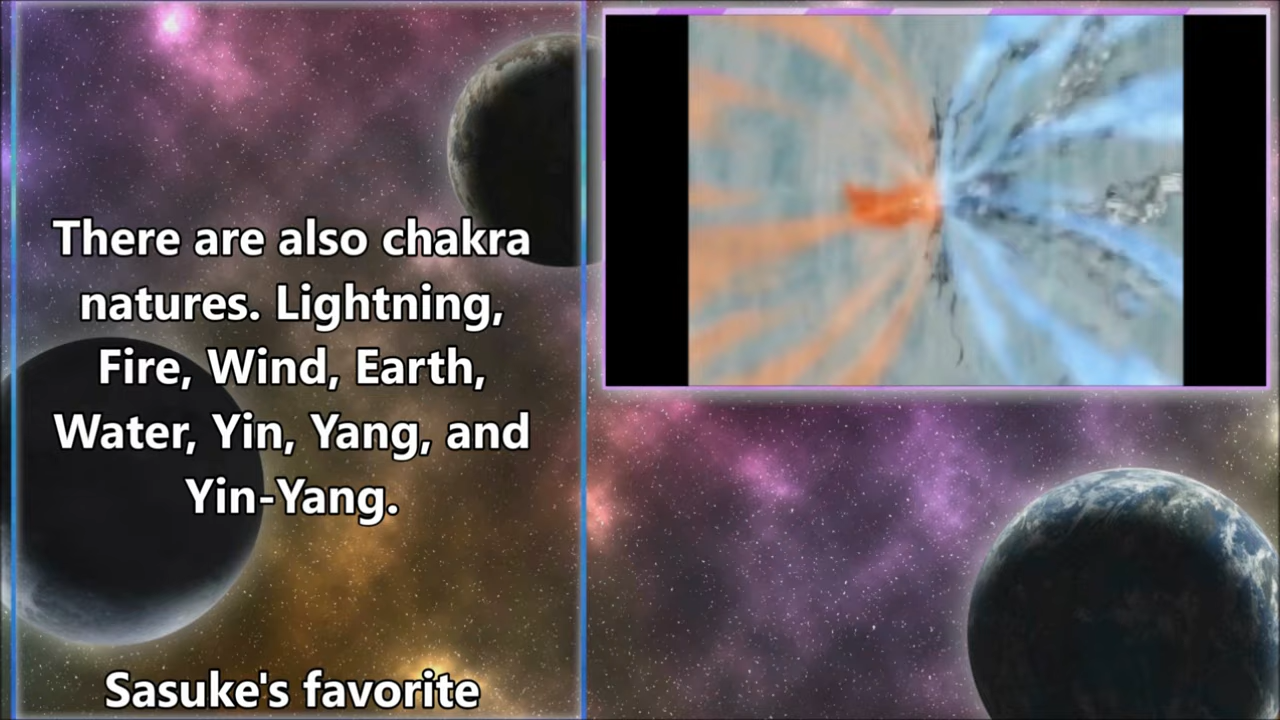 There are also chakra
natures. Lightning,
Fire, Wind, Earth,
Water, Yin, Yang, and
Yin-Yang.
Sasuke's favorite